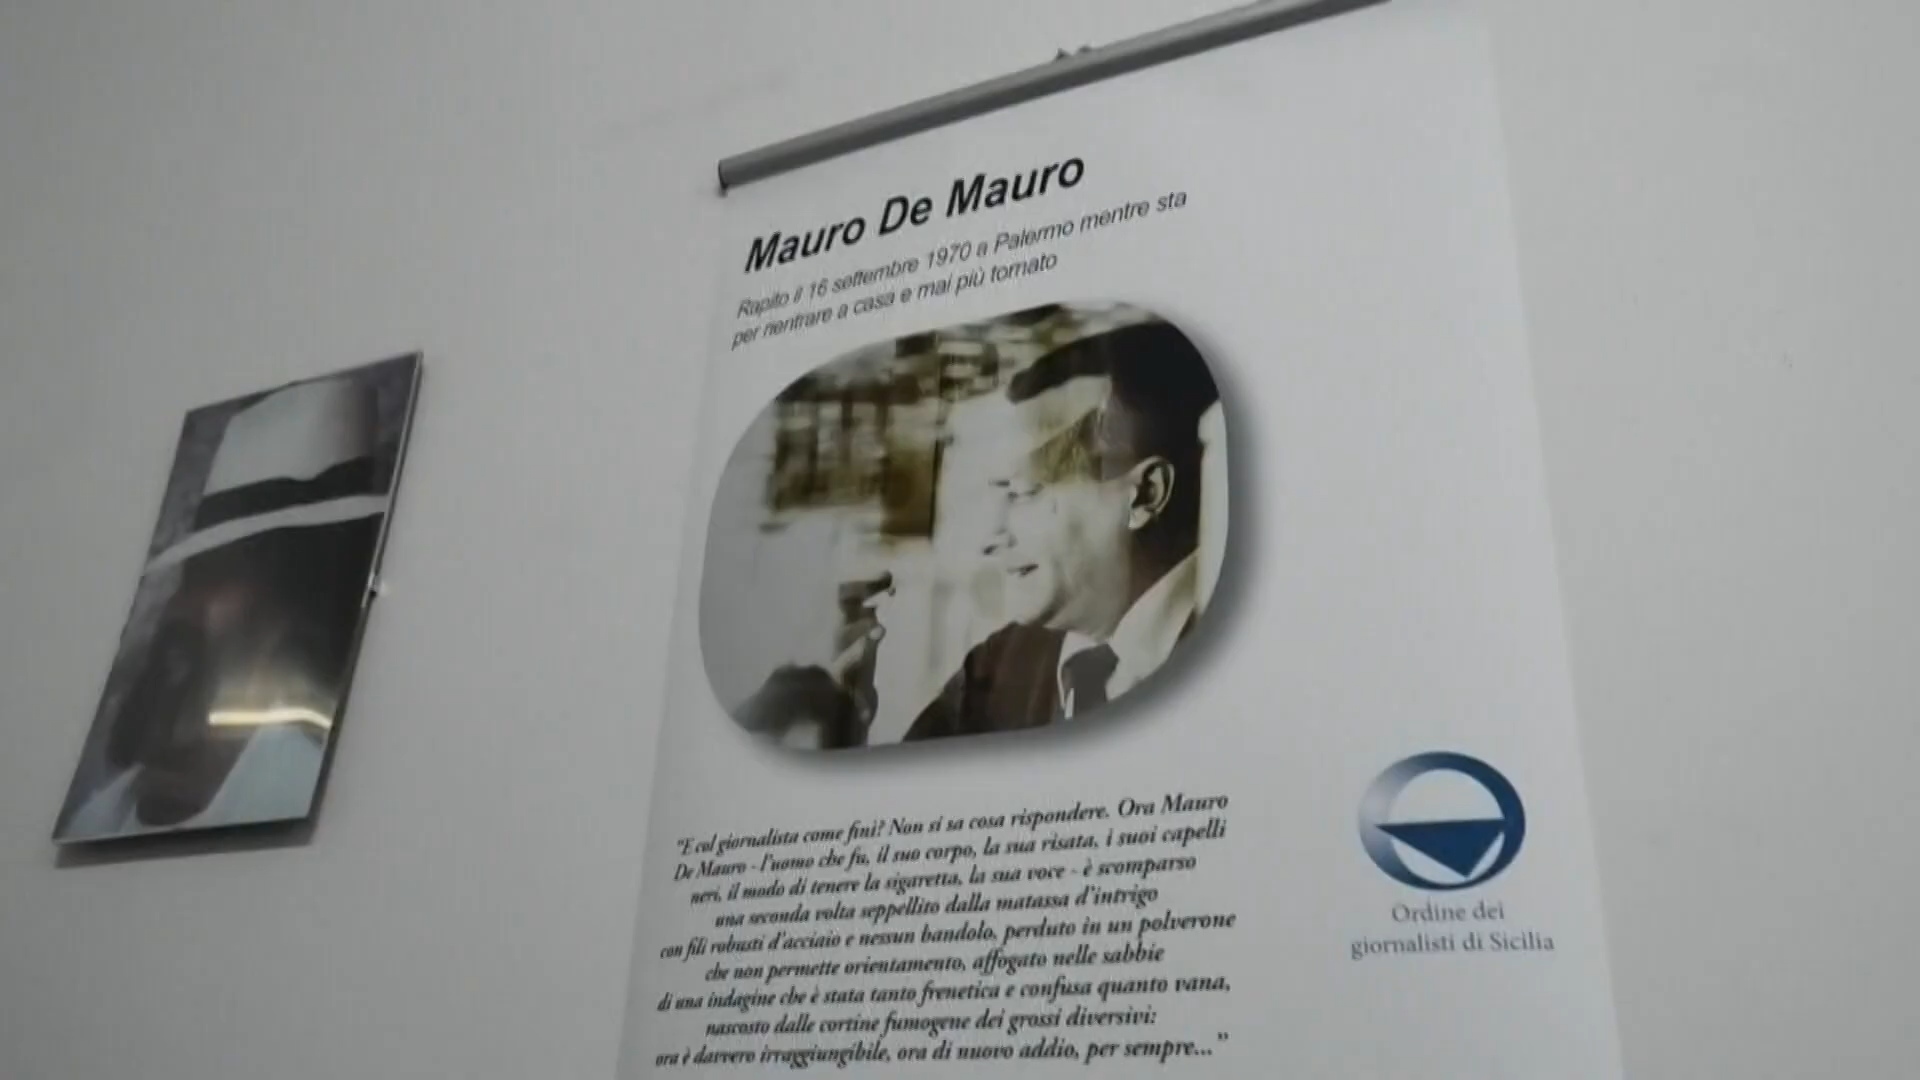 Mauro De Mauro
Rapito il 16 settembre 1970 a Palermo mentre sta
per rientrare a casa e mai più tornato
"E col giornalista come finì? Non si sa cosa rispondere. Ora Mauro
De Mauro - l'uomo che fu, il suo corpo, la sua risata, i suoi capelli
neri, il modo di tenere la sigaretta, la sua voce - è scomparso
una seconda volta seppellito dalla matassa d'intrigo
con fili robusti d'acciaio e nessun bandolo, perduto in un polverone
che non permette orientamento, affogato nelle sabbie
di una indagine che è stata tanto frenetica e confusa quanto vana,
nascosto dalle cortine fumogene dei grossi diversivi:
ora è davvero irraggiungibile, ora di nuovo addio, per sempre..."
Ordine dei
giornalisti di Sicilia